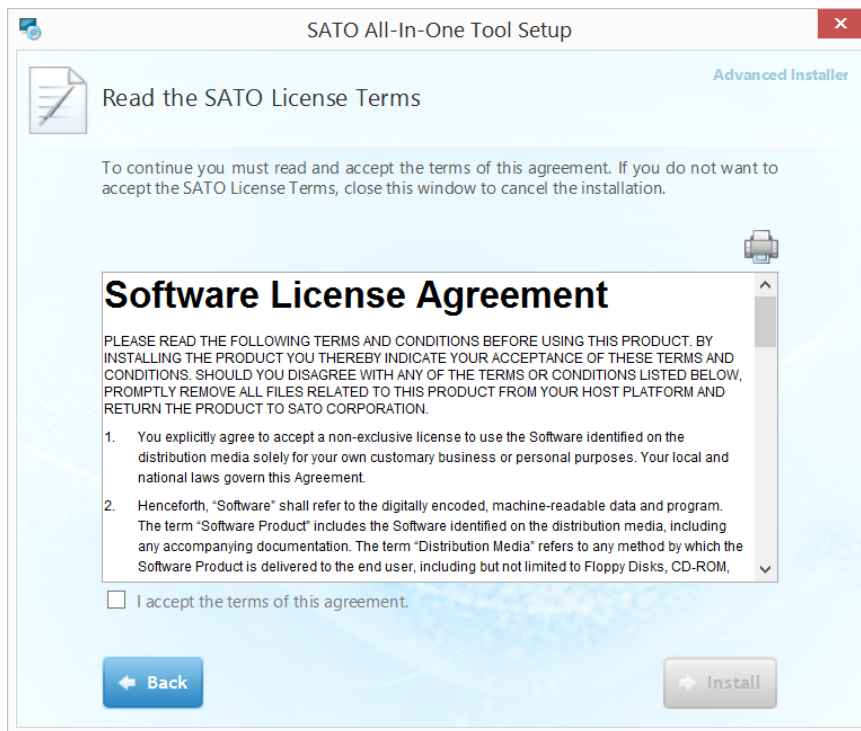 SATO All-In-One Tool Setup
Advanced Installer
Read the SATO License Terms
To continue you must read and accept the terms of this agreement. If you do not want to
accept the SATO License Terms, close this window to cancel the installation.
Software License Agreement
PLEASE READ THE FOLLOWING TERMS AND CONDITIONS BEFORE USING THIS PRODUCT. BY
INSTALLING THE PRODUCT YOU THEREBY INDICATE YOUR ACCEPTANCE OF THESE TERMS AND
CONDITIONS. SHOULD YOU DISAGREE WITH ANY OF THE TERMS OR CONDITIONS LISTED BELOW,
PROMPTLY REMOVE ALL FILES RELATED TO THIS PRODUCT FROM YOUR HOST PLATFORM AND
RETURN THE PRODUCT TO SATO CORPORATION.
1. You explicitly agree to accept a non-exclusive license to use the Software identified on the
distribution media solely for your own customary business or personal purposes. Your local and
national laws govern this Agreement.
2. Henceforth, “Software” shall refer to the digitally encoded, machine-readable data and program.
The term “Software Product” includes the Software identified on the distribution media, including
any accompanying documentation. The term “Distribution Media” refers to any method by which the
Software Product is delivered to the end user, including but not limited to Floppy Disks, CD-ROM,
I accept the terms of this agreement.
Back
Install